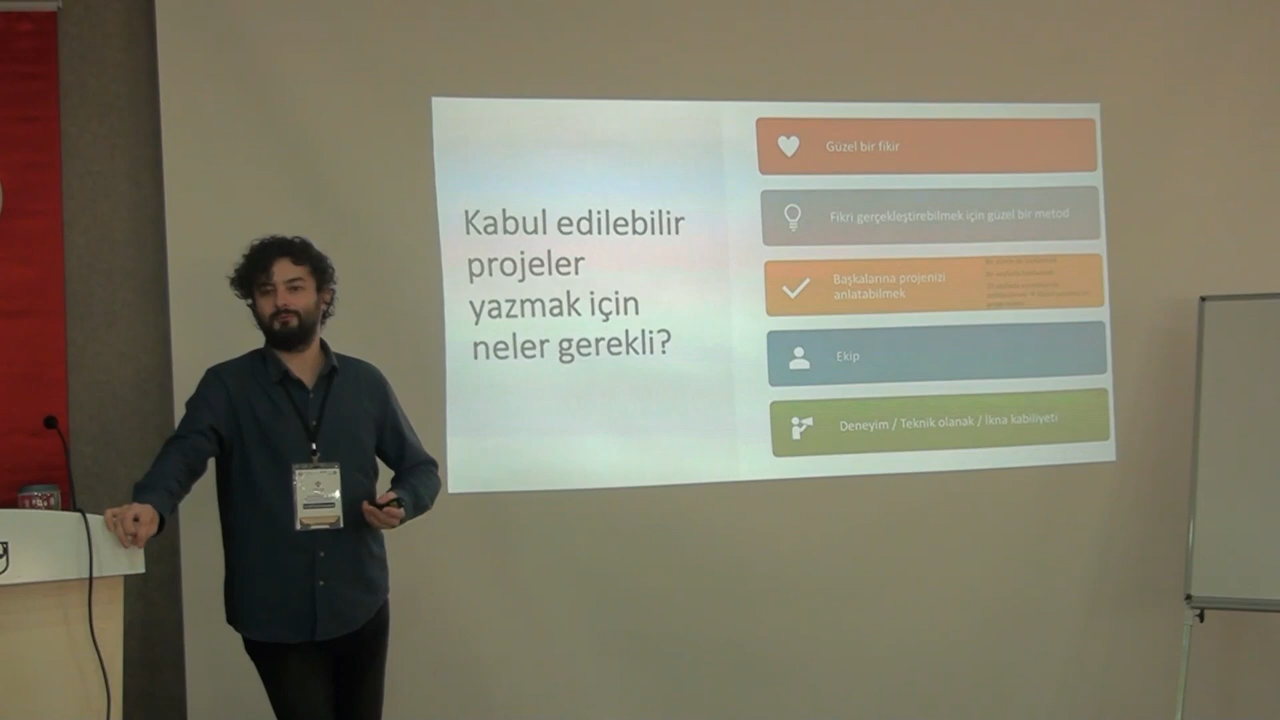 Kabul edilebilir
projeler
yazmak için
neler gerekli?
Güzel bir fikir
Fikri gerçekleştirebilmek için güzel bir metod
Başkalarına projenizi
anlatabilmek
Ekip
Deneyim / Teknik olanak / İkna kabiliyeti